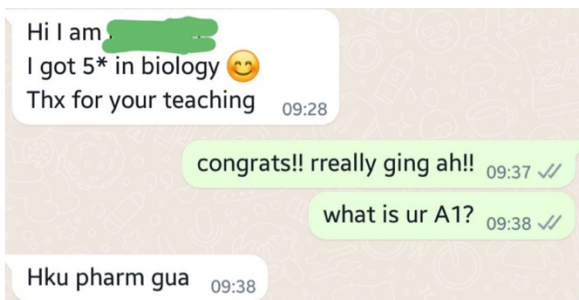 Hi I am
I got 5* in biology 😊
Thx for your teaching
09:28
congrats!! rreally ging ah!!
09:37
what is ur A1?
09:38
Hku pharm gua
09:38